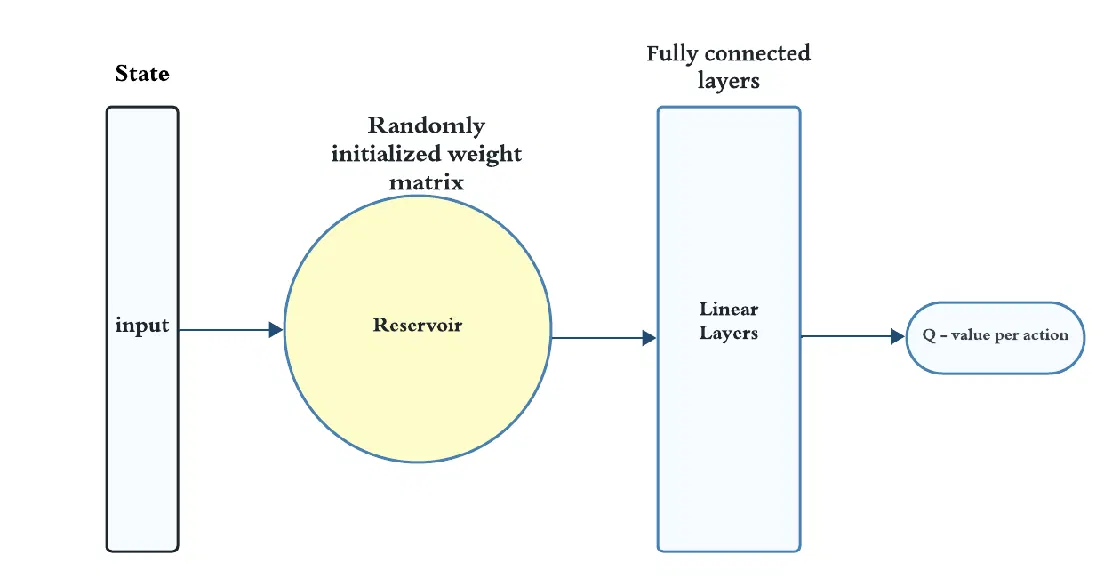 State
input
Randomly
initialized weight
matrix
Reservoir
Fully connected
layers
Linear
Layers
Q - value per action